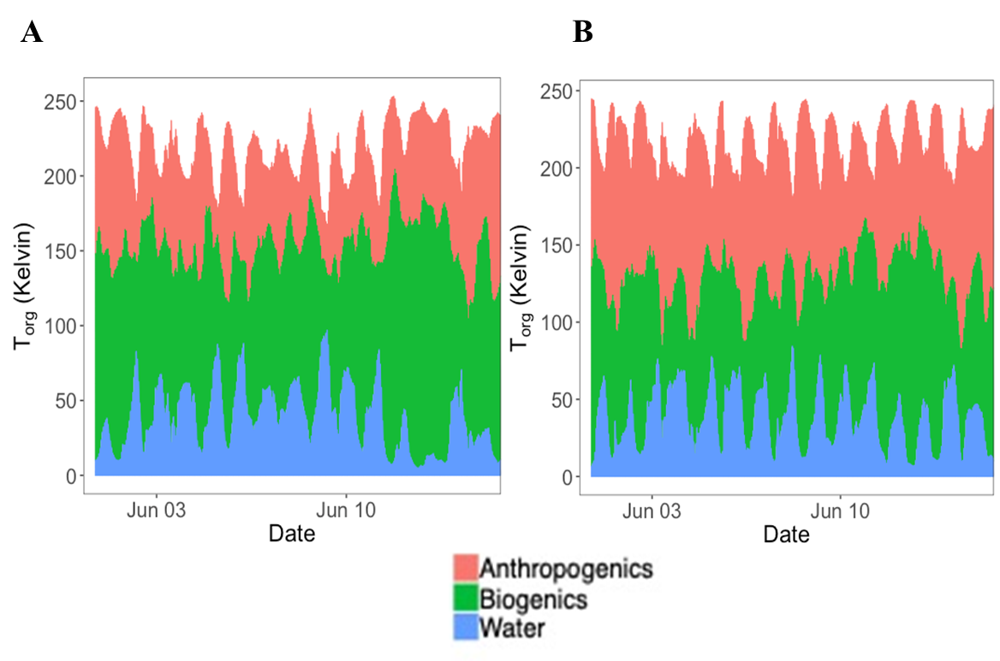 A
B
250
200
150
100
50
0
Torg (Kelvin)
Jun 03
Jun 10
Date
250
200
150
100
50
0
Torg (Kelvin)
Jun 03
Jun 10
Date
Anthropogenics
Biogenics
Water